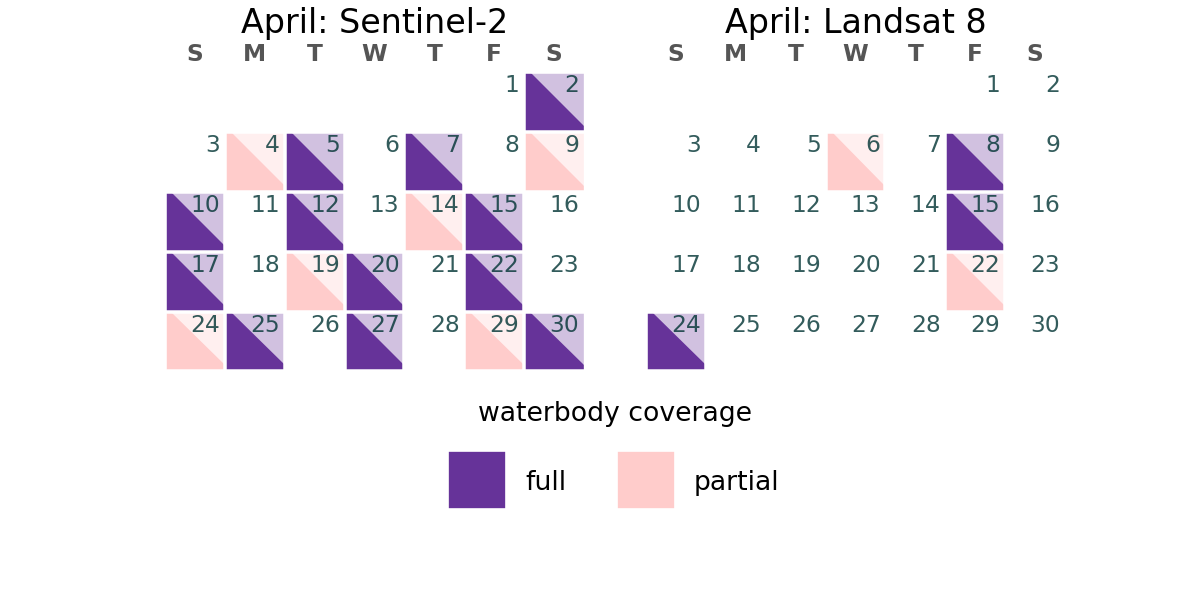 April: Sentinel-2
S M T W T F S
1 2
3 4 5 6 7 8 9
10 11 12 13 14 15 16
17 18 19 20 21 22 23
24 25 26 27 28 29 30
April: Landsat 8
S M T W T F S
1 2
3 4 5 6 7 8 9
10 11 12 13 14 15 16
17 18 19 20 21 22 23
24 25 26 27 28 29 30
waterbody coverage
full
partial